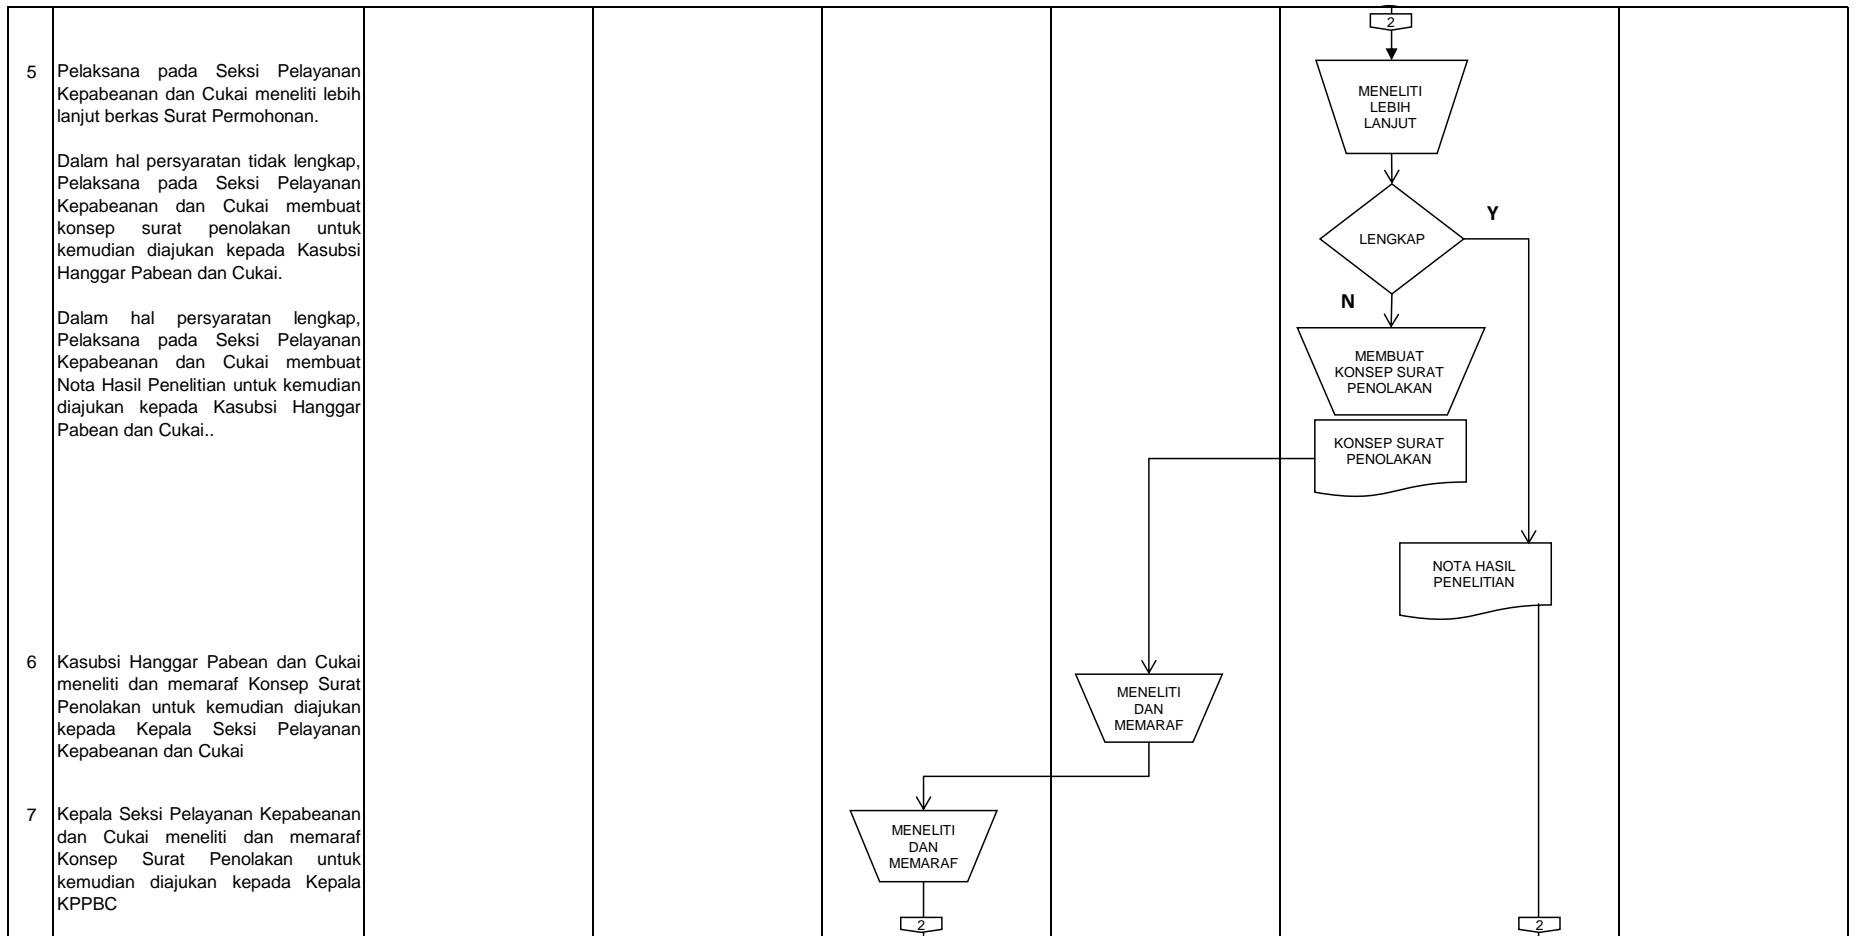 2
5
Pelaksana pada Seksi Pelayanan
Kepabeanan dan Cukai meneliti lebih
lanjut berkas Surat Permohonan.
Dalam hal persyaratan tidak lengkap,
Pelaksana pada Seksi Pelayanan
Kepabeanan dan Cukai membuat
konsep surat penolakan untuk
kemudian diajukan kepada Kasubsi
Hanggar Pabean dan Cukai.
Dalam hal persyaratan lengkap,
Pelaksana pada Seksi Pelayanan
Kepabeanan dan Cukai membuat
Nota Hasil Penelitian untuk kemudian
diajukan kepada Kasubsi Hanggar
Pabean dan Cukai..
MENELITI
LEBIH
LANJUT
LENGKAP
Y
N
MEMBUAT
KONSEP SURAT
PENOLAKAN
KONSEP SURAT
PENOLAKAN
NOTA HASIL
PENELITIAN
6
Kasubsi Hanggar Pabean dan Cukai
meneliti dan memaraf Konsep Surat
Penolakan untuk kemudian diajukan
kepada Kepala Seksi Pelayanan
Kepabeanan dan Cukai
MENELITI
DAN
MEMARAF
7
Kepala Seksi Pelayanan Kepabeanan
dan Cukai meneliti dan memaraf
Konsep Surat Penolakan untuk
kemudian diajukan kepada Kepala
KPPBC
MENELITI
DAN
MEMARAF
2
2